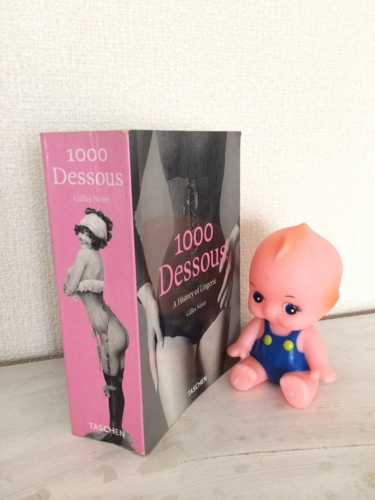 1000
Dessous
Gilles Néret
TASCHEN
1000
Dessous
A History of Lingerie
Gilles Néret
TASCHEN